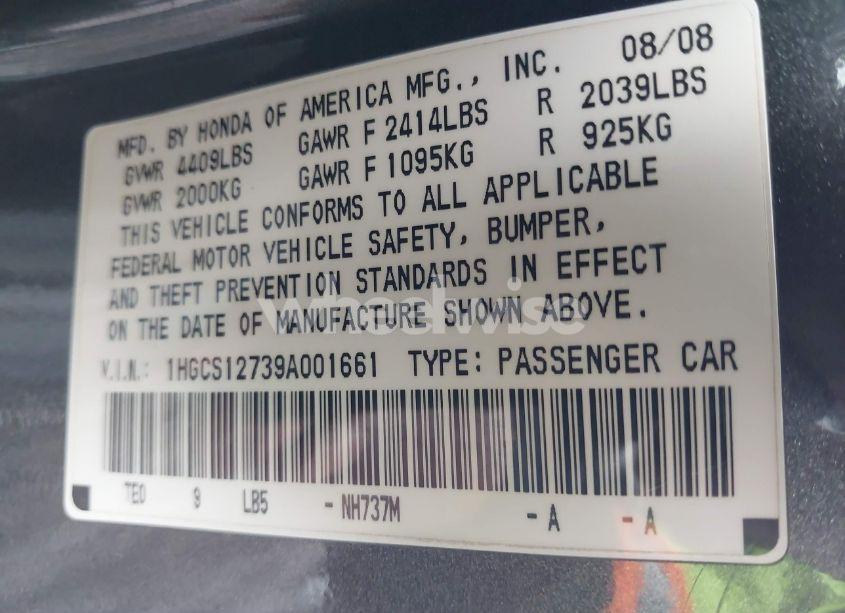 MFD. BY HONDA OF AMERICA MFG., INC. 08/08
GVWR 4409LBS GAWR F 2414LBS R 2039LBS
GVWR 2000KG GAWR F 1095KG R 925KG
THIS VEHICLE CONFORMS TO ALL APPLICABLE
FEDERAL MOTOR VEHICLE SAFETY, BUMPER,
AND THEFT PREVENTION STANDARDS IN EFFECT
ON THE DATE OF MANUFACTURE SHOWN ABOVE.
wheelwise
V.I.N.: 1HGCS12739A001661 TYPE: PASSENGER CAR
TE0 9 LB5 - NH737M - A - A